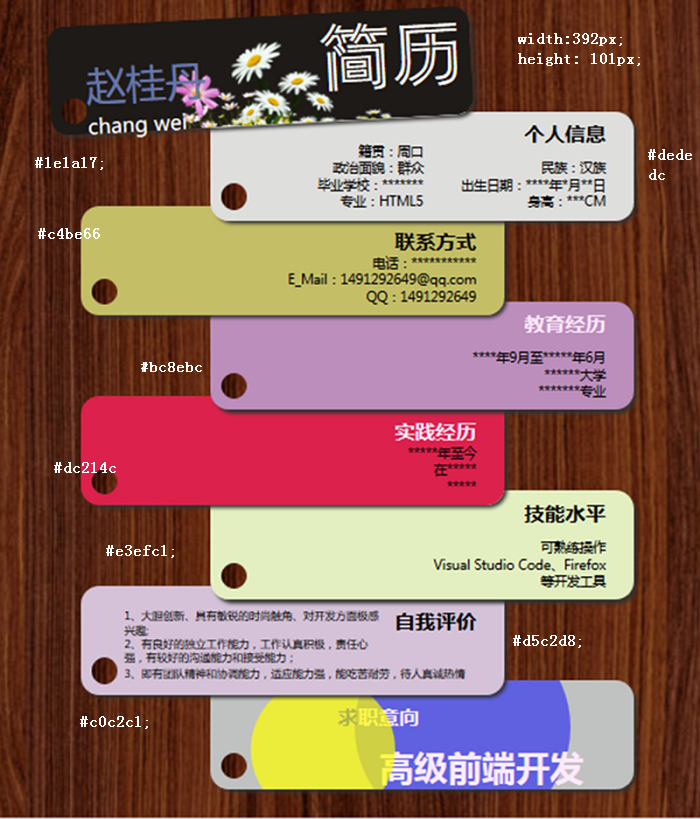 简历
赵桂丹
chang wei
width:392px;
height: 101px;
#1e1a17;
个人信息
籍贯：周口
民族：汉族
政治面貌：群众
出生日期：****年*月**日
毕业学校：*******
身高：***CM
专业：HTML5
#dede
dc
#c4be66
联系方式
电话：***********
E_Mail：1491292649@qq.com
QQ：1491292649
教育经历
****年9月至*****年6月
******大学
*******专业
#bc8ebc
实践经历
*****年至今
在*****
*****
#dc214c
技能水平
可熟练操作
Visual Studio Code、Firefox
等开发工具
#e3efc1;
自我评价
1、大胆创新、具有敏锐的时尚触角、对开发方面极感
兴趣;
2、有良好的独立工作能力，工作认真积极，责任心
强，有较好的沟通能力和接受能力；
3、即有团队精神和协调能力，适应能力强，能吃苦耐劳，待人真诚热情
#d5c2d8;
#c0c2c1;
求职意向
高级前端开发